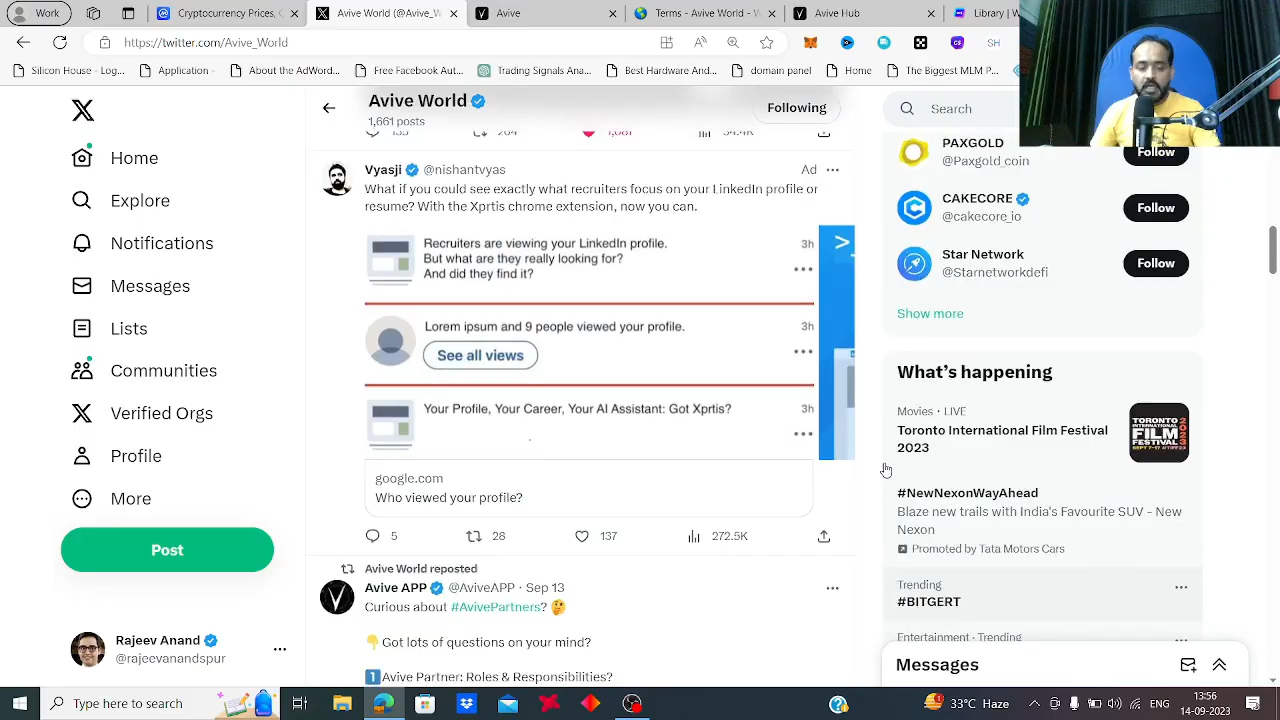 Work
Cryptocurrency Prices, C
Avive World (@Avive_W
Avive
Terms - Avive World - W
Avive Hub
Library | W
https://twitter.com/Avive_World
SH
Silicon House - Log..
Application -
About the AdWo...
Free Facebook
Trading Signals Ana...
Best Hardware And...
domain panel
Home
The Biggest MLM P...
Avive World
1,661 posts
Following
Search
Home
Explore
Notifications
Messages
Lists
Communities
Verified Orgs
Profile
More
Post
Rajeev Anand
@rajeevanandspur
Vyasji @nishantvyas
Ad
What if you could see exactly what recruiters focus on your LinkedIn profile or
resume? With the Xprtis chrome extension, now you can.
Recruiters are viewing your LinkedIn profile.
But what are they really looking for?
And did they find it?
3h
Lorem ipsum and 9 people viewed your profile.
3h
See all views
Your Profile, Your Career, Your AI Assistant: Got Xprtis?
3h
google.com
Who viewed your profile?
5
28
137
272.5K
Avive World reposted
Avive APP @AviveAPP · Sep 13
Curious about #AvivePartners? 🤔
👇Got lots of questions on your mind?
1️⃣Avive Partner: Roles & Responsibilities?
PAXGOLD
@Paxgold_coin
Follow
CAKECORE
@cakecore_io
Follow
Star Network
@Starnetworkdefi
Follow
Show more
What's happening
Movies · LIVE
Toronto International Film Festival
2023
TORONTO
INTERNATIONAL
FILM
FESTIVAL
2023
SEPT 7-17 #TIFF23
#NewNexonWayAhead
Blaze new trails with India's Favourite SUV - New
Nexon
Promoted by Tata Motors Cars
Trending
#BITGERT
Entertainment · Trending
Messages
Type here to search
33°C Haze
13:56
14-09-2023